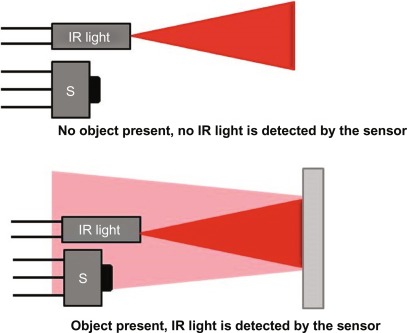 IR light
S
No object present, no IR light is detected by the sensor
IR light
S
Object present, IR light is detected by the sensor